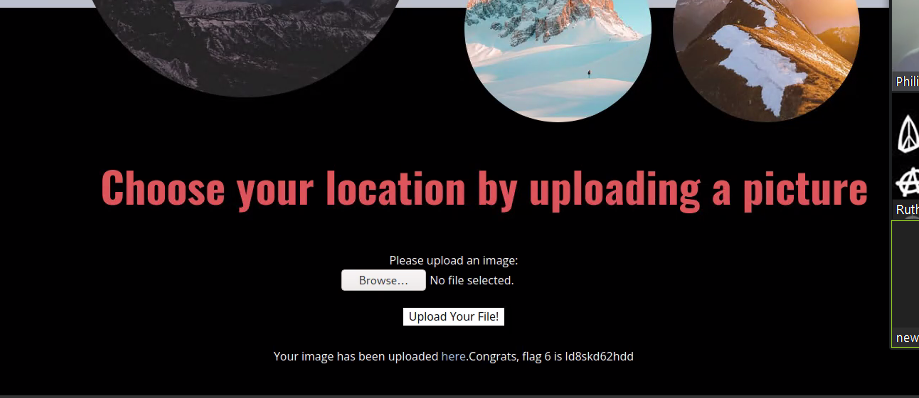 Choose your location by uploading a picture
Please upload an image:
Browse... No file selected.
Upload Your File!
Your image has been uploaded here.Congrats, flag 6 is ld8skd62hdd
Phili
Ruth
new